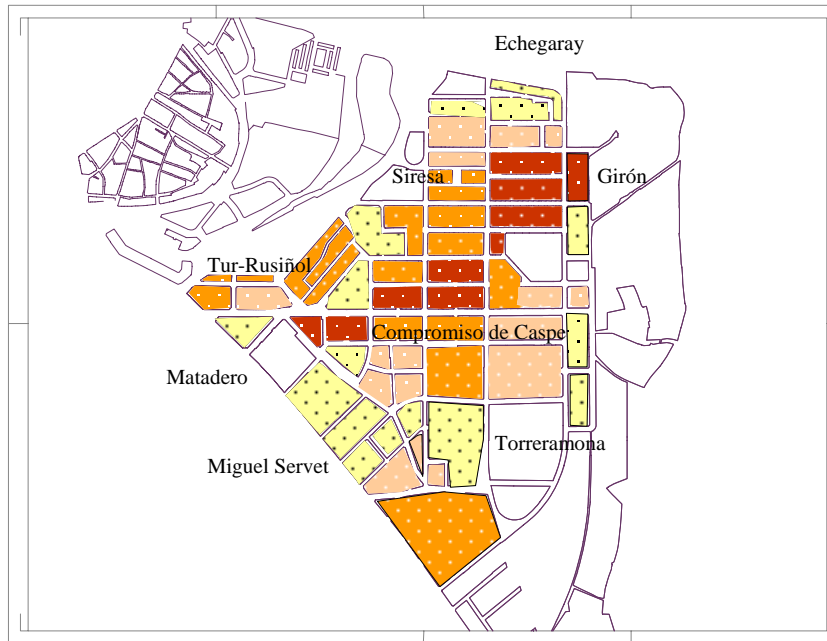 Echegaray
Siresa
Girón
Tur-Rusiñol
Compromiso de Caspe
Matadero
Torreramona
Miguel Servet